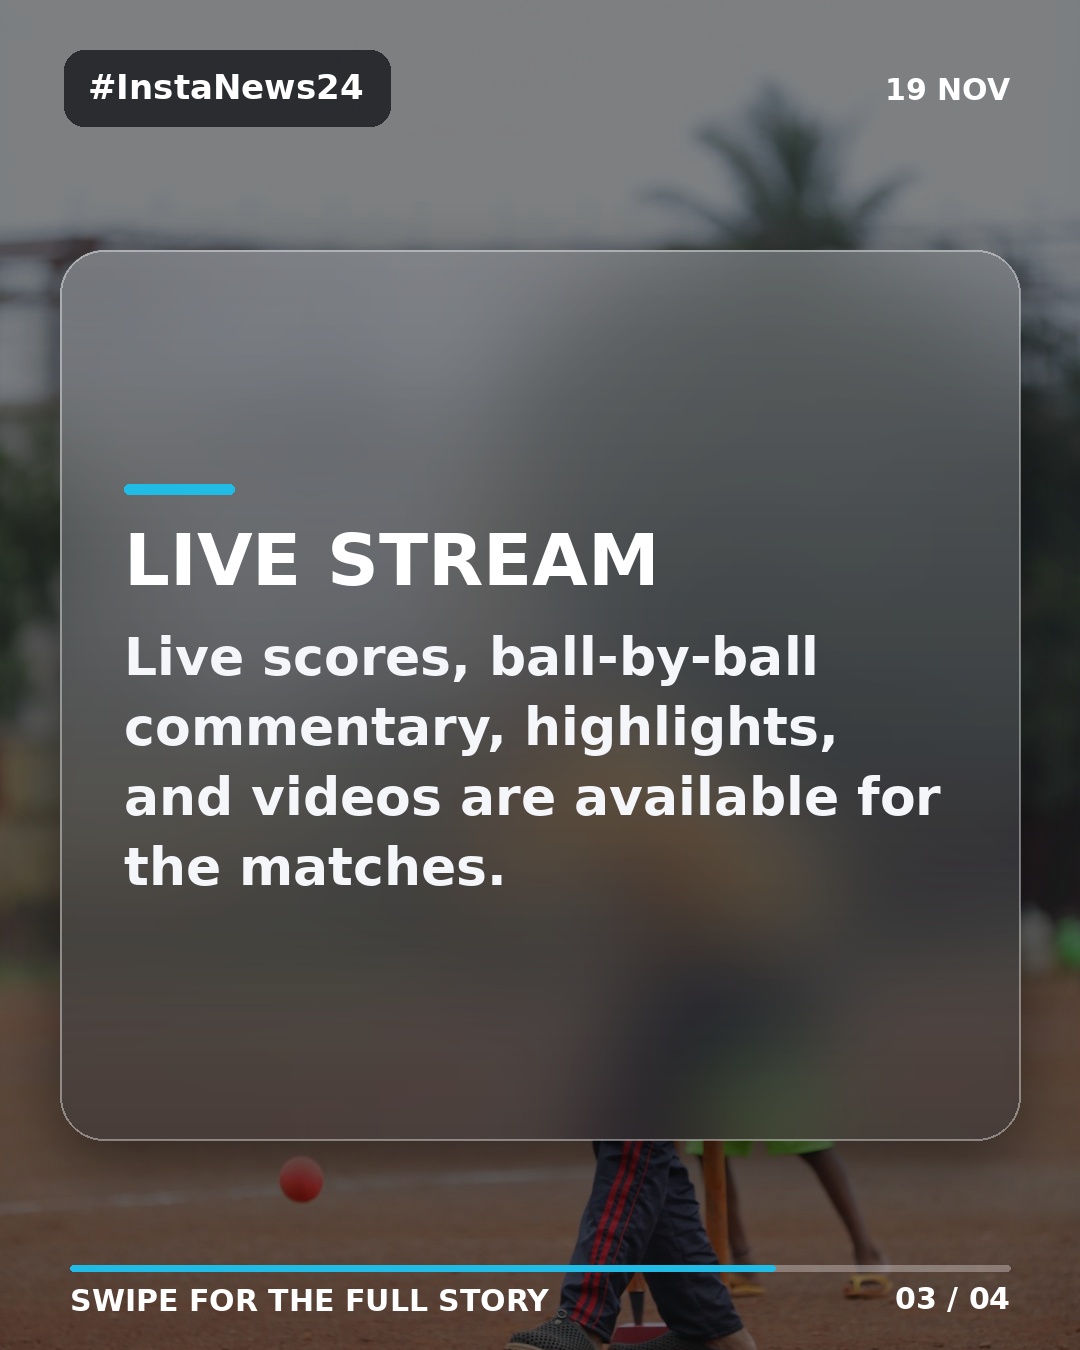 #InstaNews24
19 NOV
LIVE STREAM
Live scores, ball-by-ball
commentary, highlights,
and videos are available for
the matches.
SWIPE FOR THE FULL STORY
03 / 04